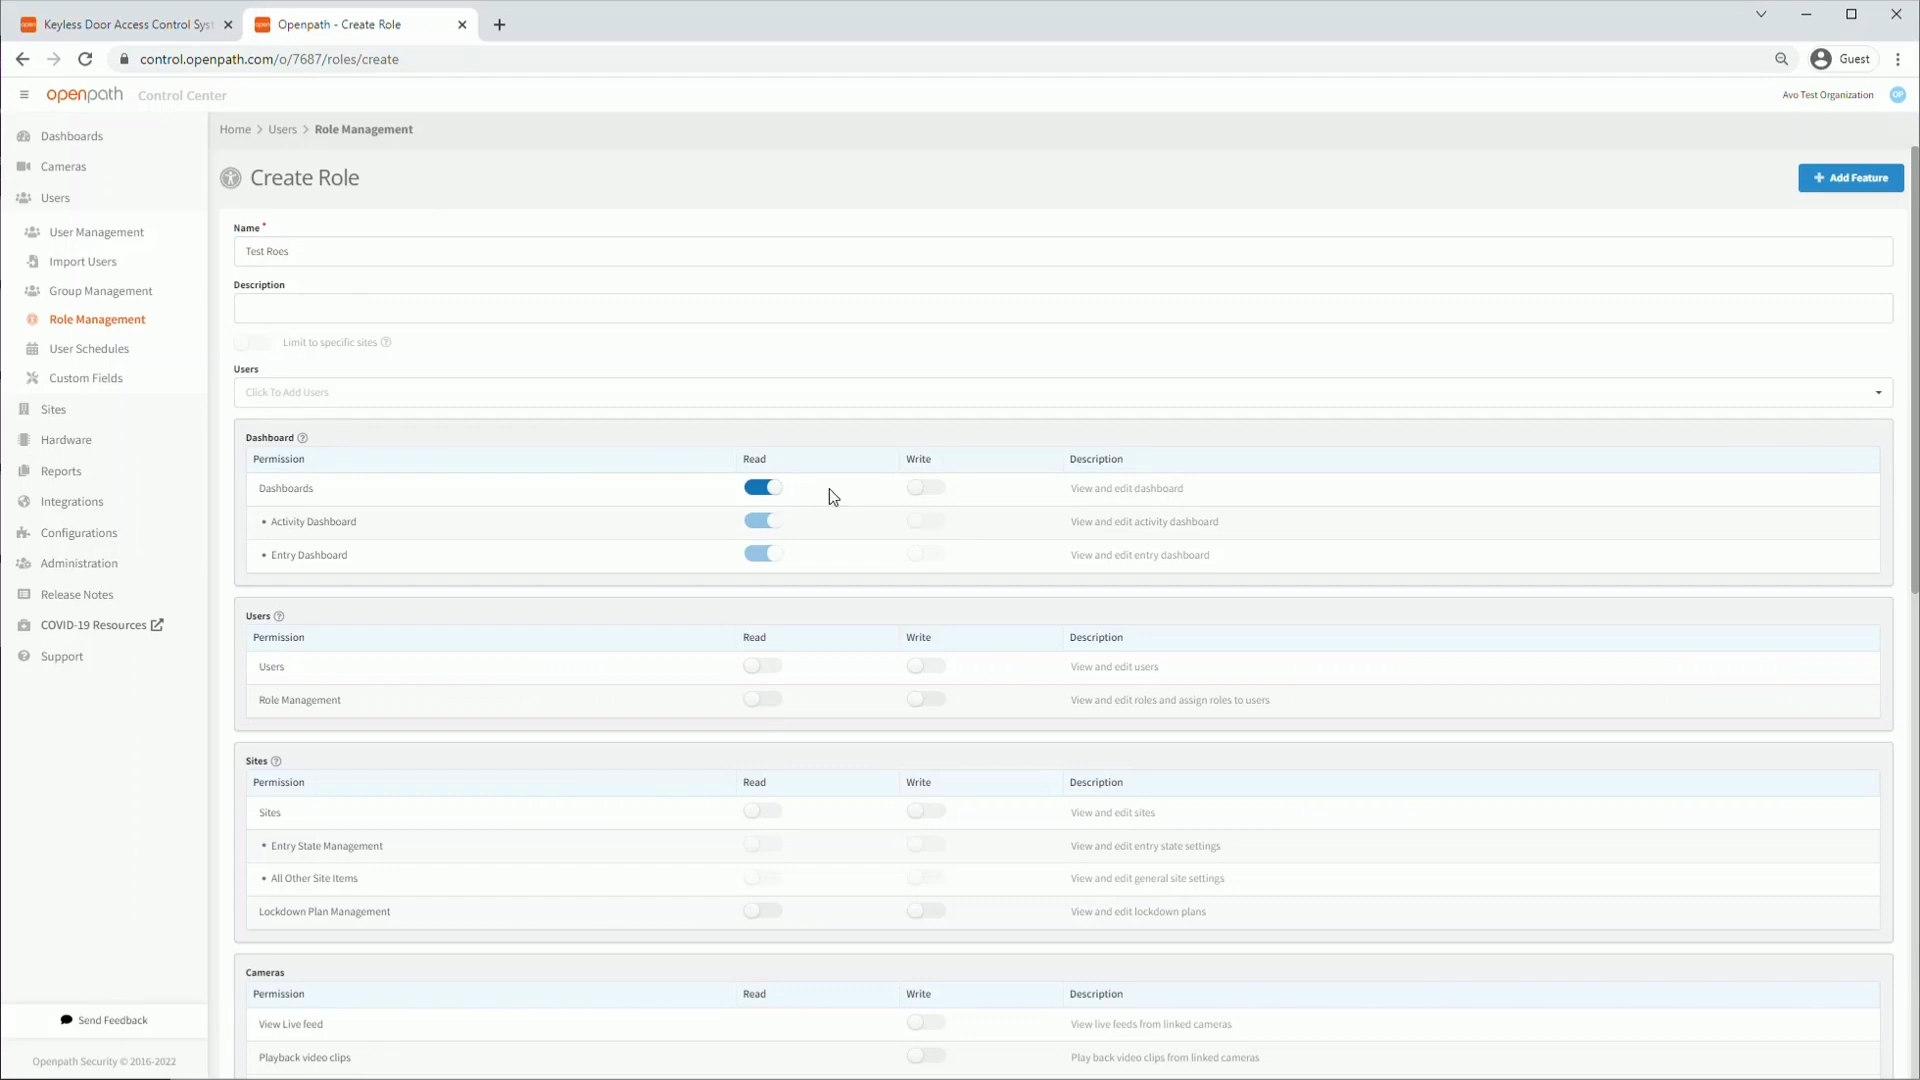 Keyless Door Access Control Sys
Openpath - Create Role
control.openpath.com/o/7687/roles/create
Guest
openpath Control Center
Avo Test Organization
OP
Dashboards
Cameras
Users
User Management
Import Users
Group Management
Role Management
User Schedules
Custom Fields
Sites
Hardware
Reports
Integrations
Configurations
Administration
Release Notes
COVID-19 Resources
Support
Send Feedback
Openpath Security © 2016-2022
Home > Users > Role Management
Create Role
+ Add Feature
Name *
Test Roes
Description
Limit to specific sites ?
Users
Click To Add Users
Dashboard ?
Permission Read Write Description
Dashboards View and edit dashboard
• Activity Dashboard View and edit activity dashboard
• Entry Dashboard View and edit entry dashboard
Users ?
Permission Read Write Description
Users View and edit users
Role Management View and edit roles and assign roles to users
Sites ?
Permission Read Write Description
Sites View and edit sites
• Entry State Management View and edit entry state settings
• All Other Site Items View and edit general site settings
Lockdown Plan Management View and edit lockdown plans
Cameras
Permission Read Write Description
View Live feed View live feeds from linked cameras
Playback video clips Play back video clips from linked cameras